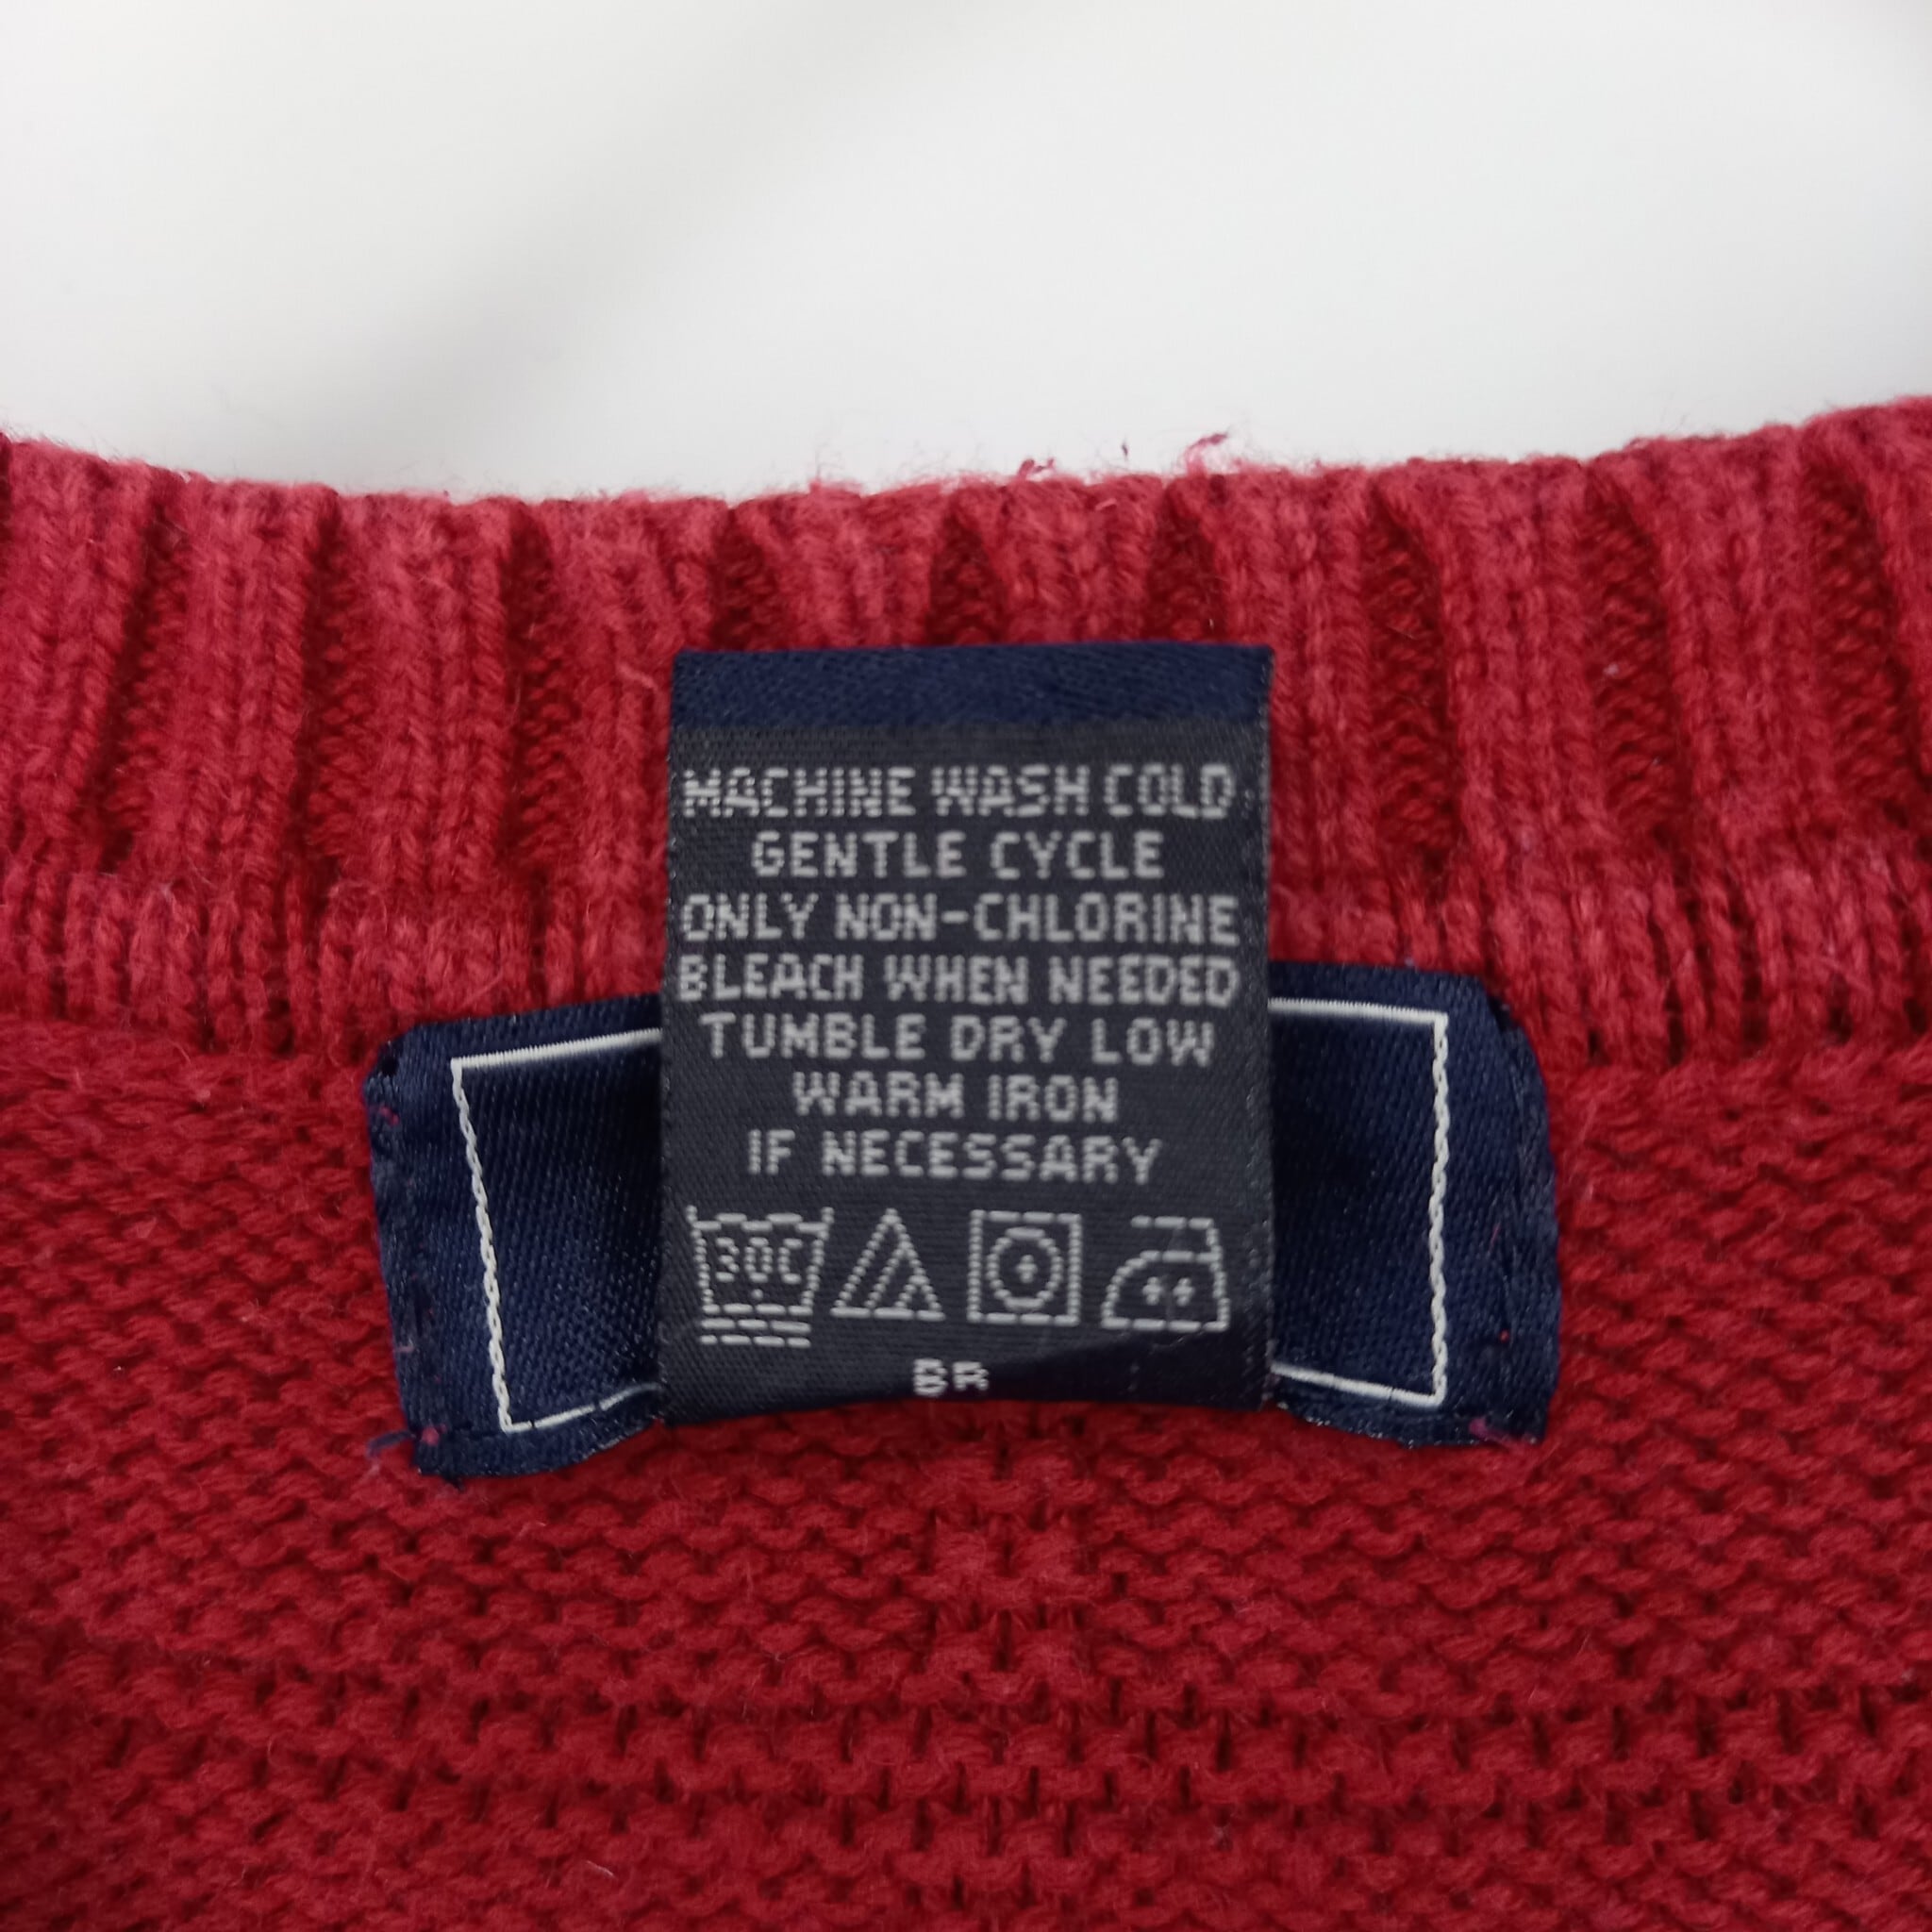 MACHINE WASH COLD
GENTLE CYCLE
ONLY NON-CHLORINE
BLEACH WHEN NEEDED
TUMBLE DRY LOW
WARM IRON
IF NECESSARY
30C
BR